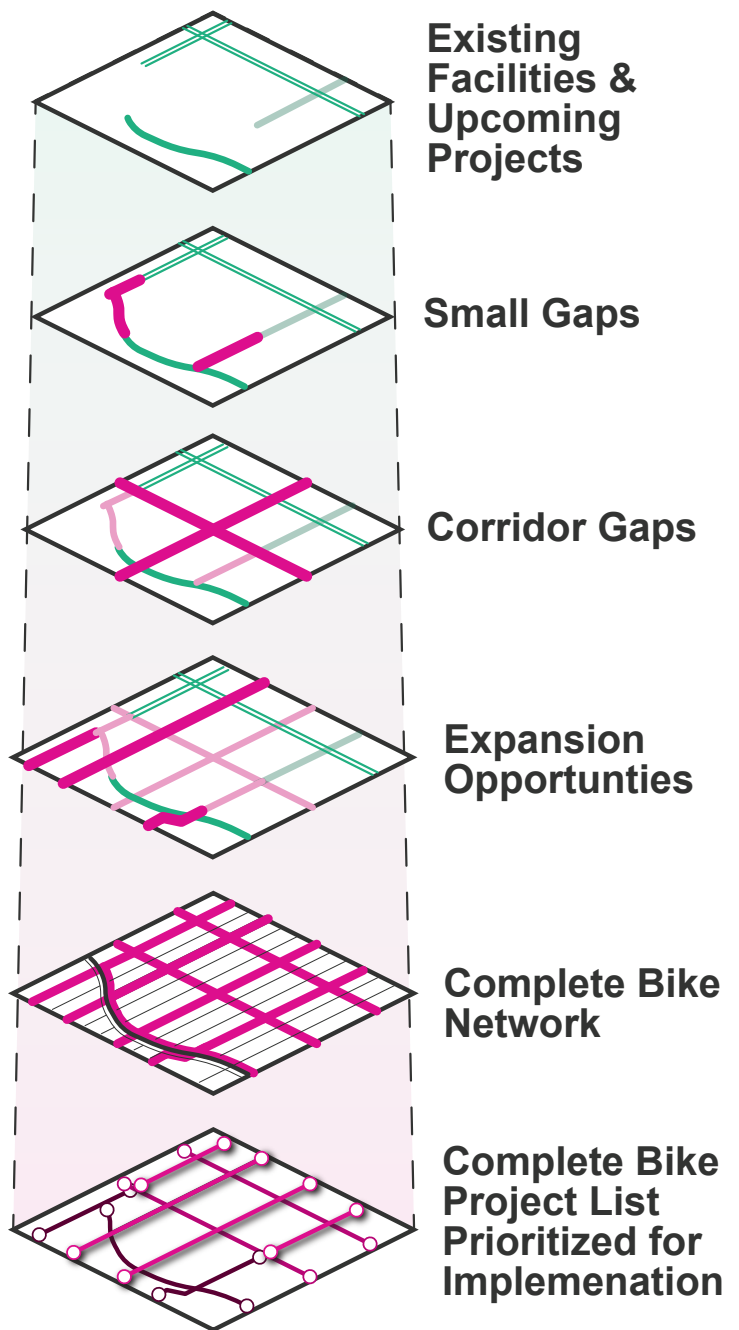 Existing
Facilities &
Upcoming
Projects
Small Gaps
Corridor Gaps
Expansion
Opportunties
Complete Bike
Network
Complete Bike
Project List
Prioritized for
Implemenation